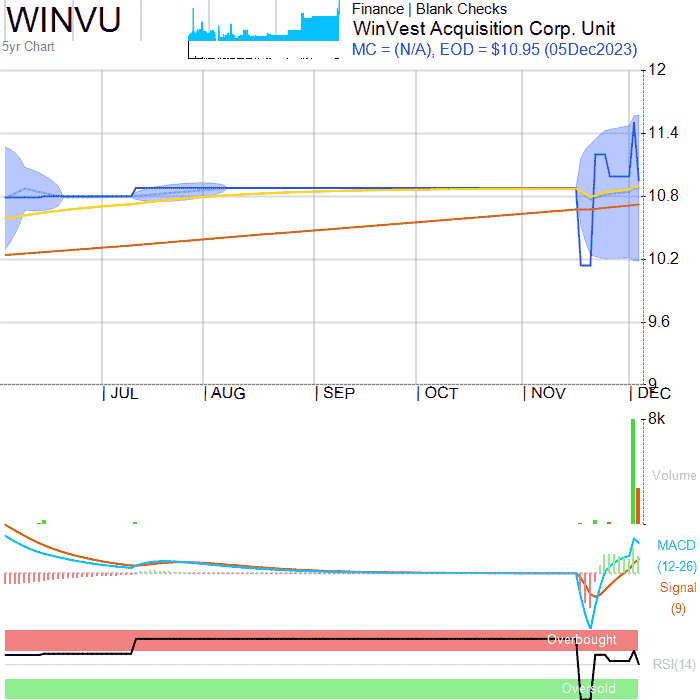 WINVU
5yr Chart
Finance | Blank Checks
WinVest Acquisition Corp. Unit
MC = (N/A), EOD = $10.95 (05Dec2023)
12
11.4
10.8
10.2
9.6
9
JUL AUG SEP OCT NOV DEC
8k
Volume
MACD
(12-26)
Signal
(9)
Overbought
RSI(14)
Oversold